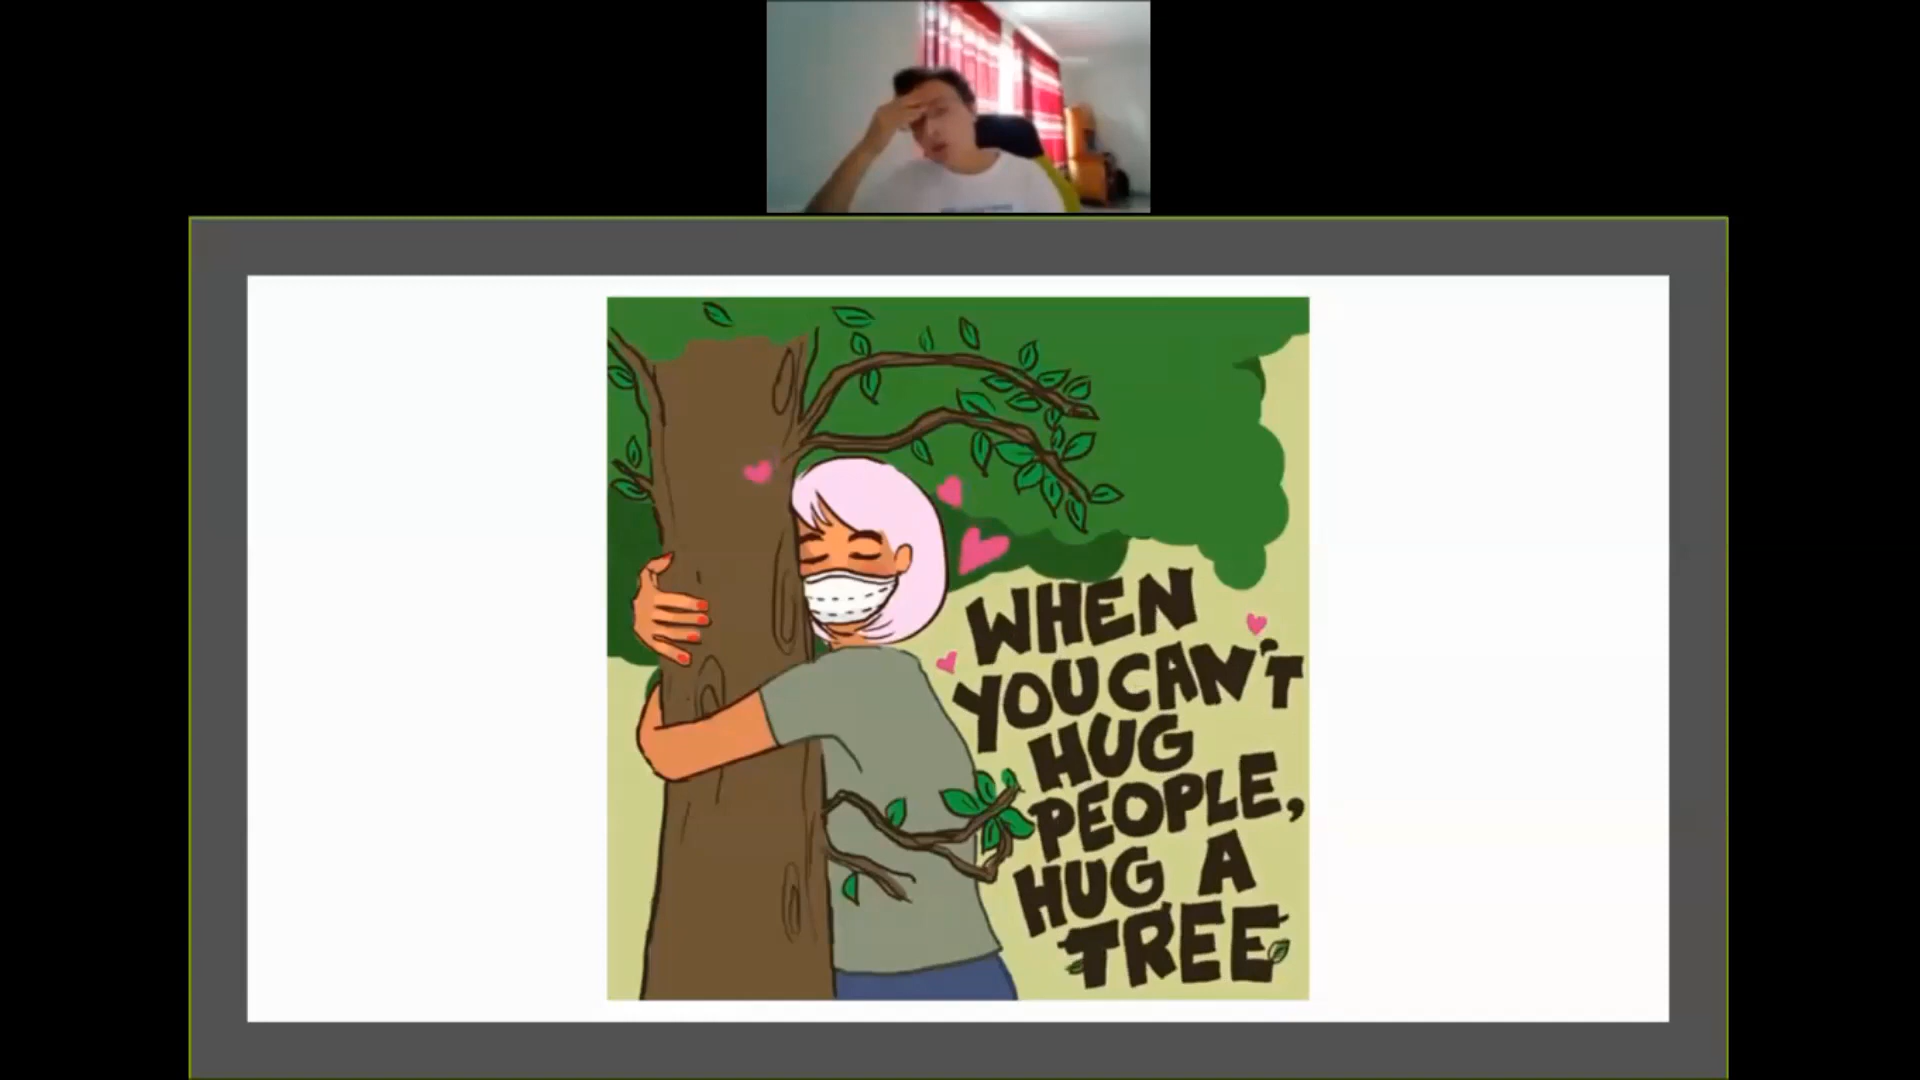 WHEN
YOU CAN'T
HUG
PEOPLE,
HUG A
TREE